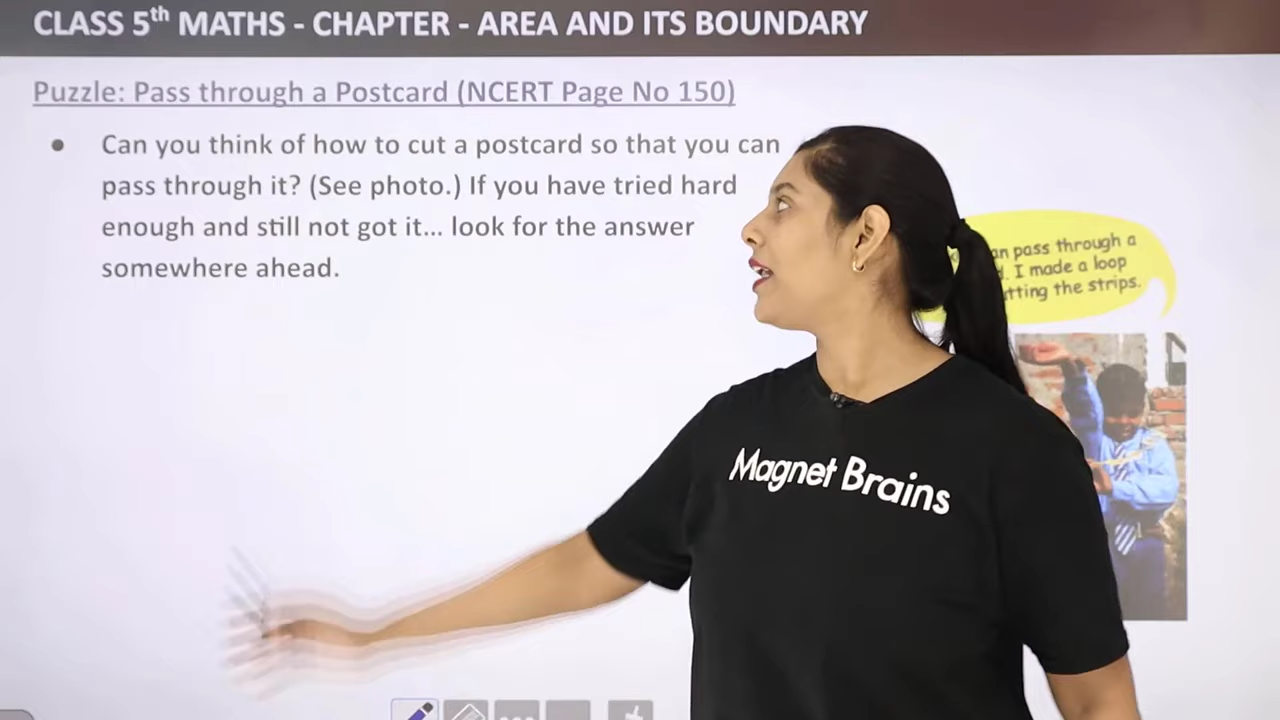 CLASS 5th MATHS - CHAPTER - AREA AND ITS BOUNDARY
Puzzle: Pass through a Postcard (NCERT Page No 150)
Can you think of how to cut a postcard so that you can
pass through it? (See photo.) If you have tried hard
enough and still not got it... look for the answer
somewhere ahead.
pass through a
I made a loop
the strips.
Magnet Brains